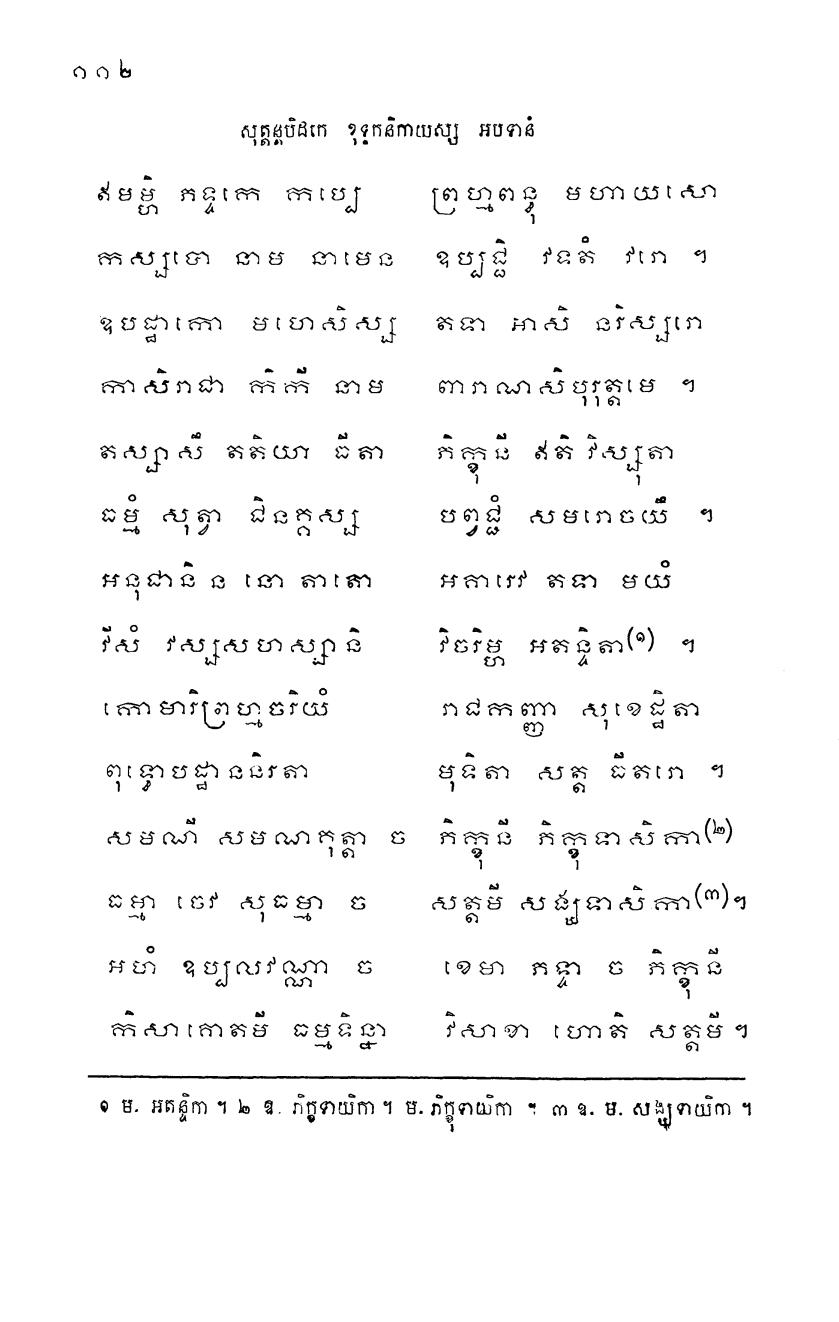 ១១២
សុត្តន្តបិដកេ ខុទ្ទកនិកាយស្ស អបទានំ
ឥមម្ហិ ភទ្ទកេ កប្បេ ព្រហ្មពន្ធុ មហាយសោ
កស្សបោ នាម នាមេន ឧប្បជ្ជិ វទតំ វរោ ។
ឧបដ្ឋាកោ មហេសិស្ស តទា អាសិ នរិស្សរោ
កាសិរាជា កិកី នាម ពារាណសិបុរុត្តមេ ។
តស្សាសឹ តតិយា ធីតា ភិក្ខុនី ឥតិ វិស្សុតា
ធម្មំ សុត្វា ជិនគ្គស្ស បព្វជ្ជំ សមរោចយឹ ។
អនុជានិ ន នោ តាតោ អគារេវ តទា មយំ
វីសំ វស្សសហស្សានិ វិចរិម្ហ អតន្ទិតា(១) ។
កោមារិព្រហ្មចរិយំ រាជកញ្ញា សុខេដ្ឋិតា
ពុទ្ធោបដ្ឋាននិរតា មុទិតា សត្ត ធីតរោ ។
សមណី សមណគុត្តា ច ភិក្ខុនី ភិក្ខុទាសិកា(២)
ធម្មា ចេវ សុធម្មា ច សត្តមី សង្ឃទាសិកា(៣)។
អហំ ឧប្បលវណ្ណា ច ខេមា ភទ្ទា ច ភិក្ខុនី
កិសាគោតមី ធម្មទិន្នា វិសាខា ហោតិ សត្តមី ។
១ ម. អតន្ទិកា ។ ២ ឧ. ភិក្ខុទាយិកា ។ ម. ភិក្ខុទាយិកា ។ ៣ ឧ. ម. សង្ឃទាយិកា ។